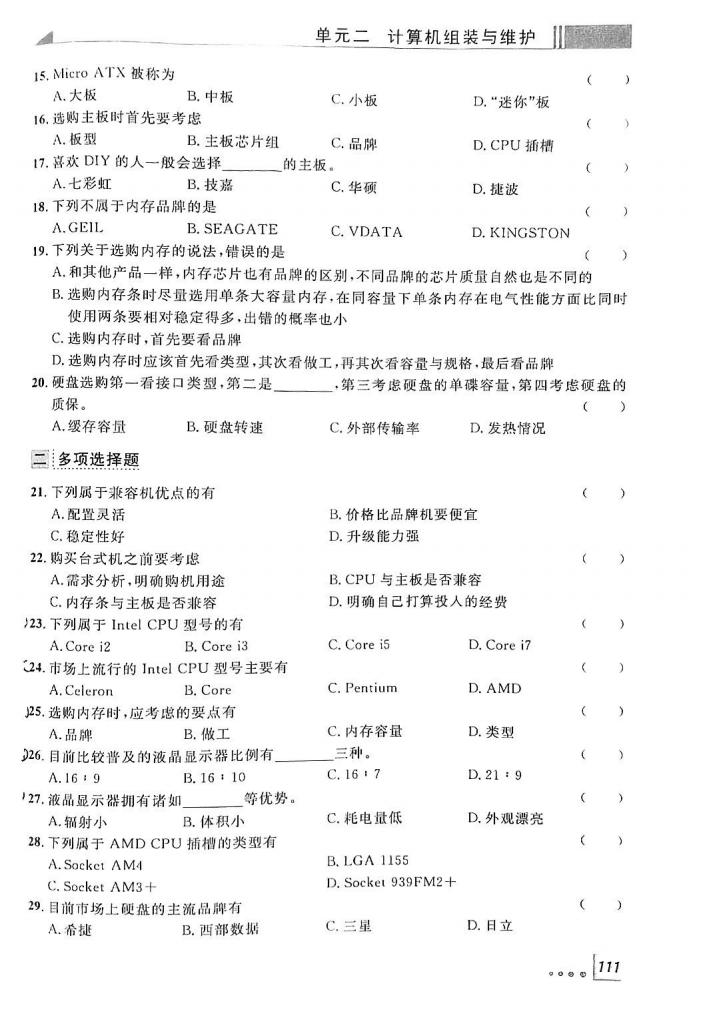 单元二 计算机组装与维护
15. Micro ATX 被称为 ( )
A. 大板 B. 中板 C. 小板 D. “迷你”板
16. 选购主板时首先要考虑 ( )
A. 板型 B. 主板芯片组 C. 品牌 D. CPU 插槽
17. 喜欢 DIY 的人一般会选择______的主板。 ( )
A. 七彩虹 B. 技嘉 C. 华硕 D. 捷波
18. 下列不属于内存品牌的是 ( )
A. GEIL B. SEAGATE C. VDATA D. KINGSTON
19. 下列关于选购内存的说法,错误的是 ( )
A. 和其他产品一样,内存芯片也有品牌的区别,不同品牌的芯片质量自然也是不同的
B. 选购内存条时尽量选用单条大容量内存,在同容量下单条内存在电气性能方面比同时
使用两条要相对稳定得多,出错的概率也小
C. 选购内存时,首先要看品牌
D. 选购内存时应该首先看类型,其次看做工,再其次看容量与规格,最后看品牌
20. 硬盘选购第一看接口类型,第二是______,第三考虑硬盘的单碟容量,第四考虑硬盘的
质保。 ( )
A. 缓存容量 B. 硬盘转速 C. 外部传输率 D. 发热情况
二 多项选择题
21. 下列属于兼容机优点的有 ( )
A. 配置灵活 B. 价格比品牌机要便宜
C. 稳定性好 D. 升级能力强
22. 购买台式机之前要考虑 ( )
A. 需求分析,明确购机用途 B. CPU 与主板是否兼容
C. 内存条与主板是否兼容 D. 明确自己打算投入的经费
23. 下列属于 Intel CPU 型号的有 ( )
A. Core i2 B. Core i3 C. Core i5 D. Core i7
24. 市场上流行的 Intel CPU 型号主要有 ( )
A. Celeron B. Core C. Pentium D. AMD
25. 选购内存时,应考虑的要点有 ( )
A. 品牌 B. 做工 C. 内存容量 D. 类型
26. 目前比较普及的液晶显示器比例有______三种。 ( )
A. 16∶9 B. 16∶10 C. 16∶7 D. 21∶9
27. 液晶显示器拥有诸如______等优势。 ( )
A. 辐射小 B. 体积小 C. 耗电量低 D. 外观漂亮
28. 下列属于 AMD CPU 插槽的类型有 ( )
A. Socket AM4 B. LGA 1155
C. Socket AM3+ D. Socket 939FM2+
29. 目前市场上硬盘的主流品牌有 ( )
A. 希捷 B. 西部数据 C. 三星 D. 日立
111